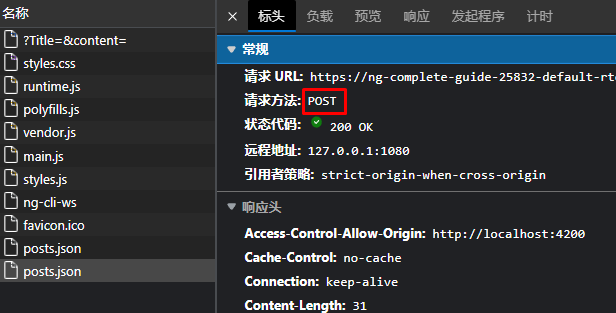 名称
?Title=&content=
styles.css
runtime.js
polyfills.js
vendor.js
main.js
styles.js
ng-cli-ws
favicon.ico
posts.json
posts.json
标头 负载 预览 响应 发起程序 计时
常规
请求 URL: https://ng-complete-guide-25832-default-rtd
请求方法: POST
状态代码: 200 OK
远程地址: 127.0.0.1:1080
引用者策略: strict-origin-when-cross-origin
响应头
Access-Control-Allow-Origin: http://localhost:4200
Cache-Control: no-cache
Connection: keep-alive
Content-Length: 31